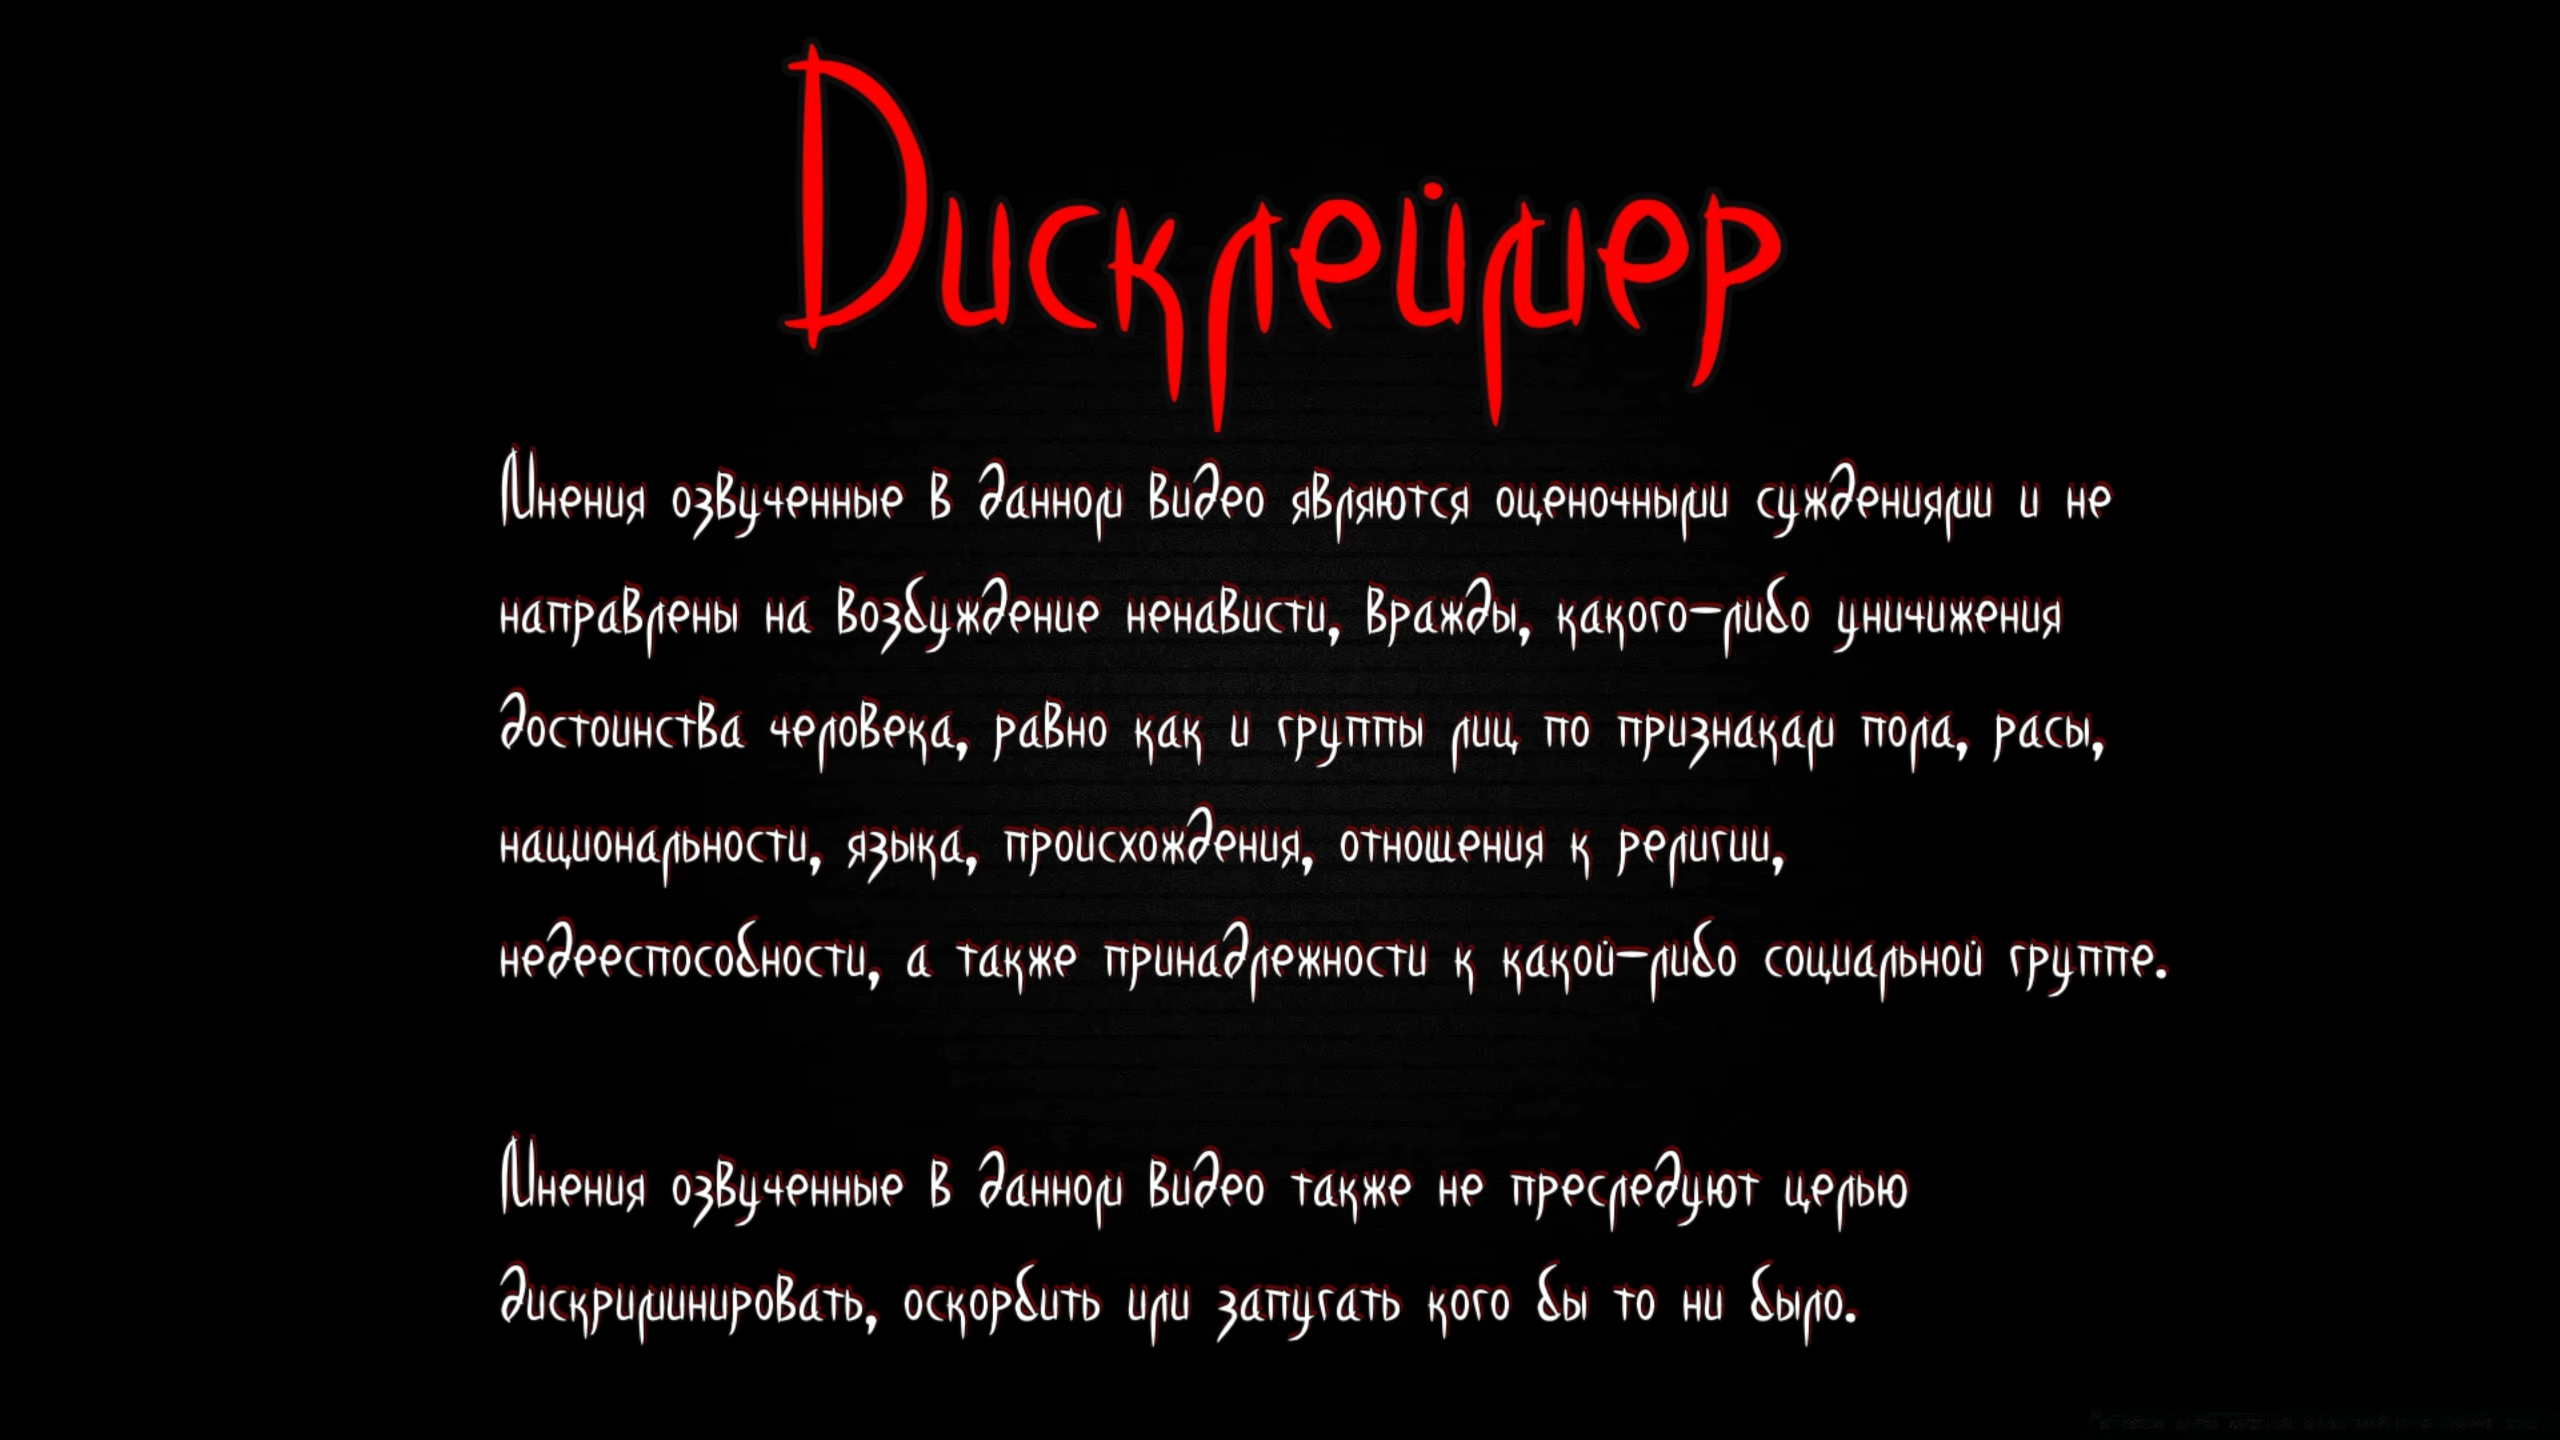 Дисклеймер
Мнения озвученные в данном видео являются оценочными суждениями и не
направлены на возбуждение ненависти, вражды, какого-либо уничижения
достоинства человека, равно как и группы лиц по признакам пола, расы,
национальности, языка, происхождения, отношения к религии,
недееспособности, а также принадлежности к какой-либо социальной группе.
Мнения озвученные в данном видео также не преследуют целью
дискриминировать, оскорбить или запугать кого бы то ни было.